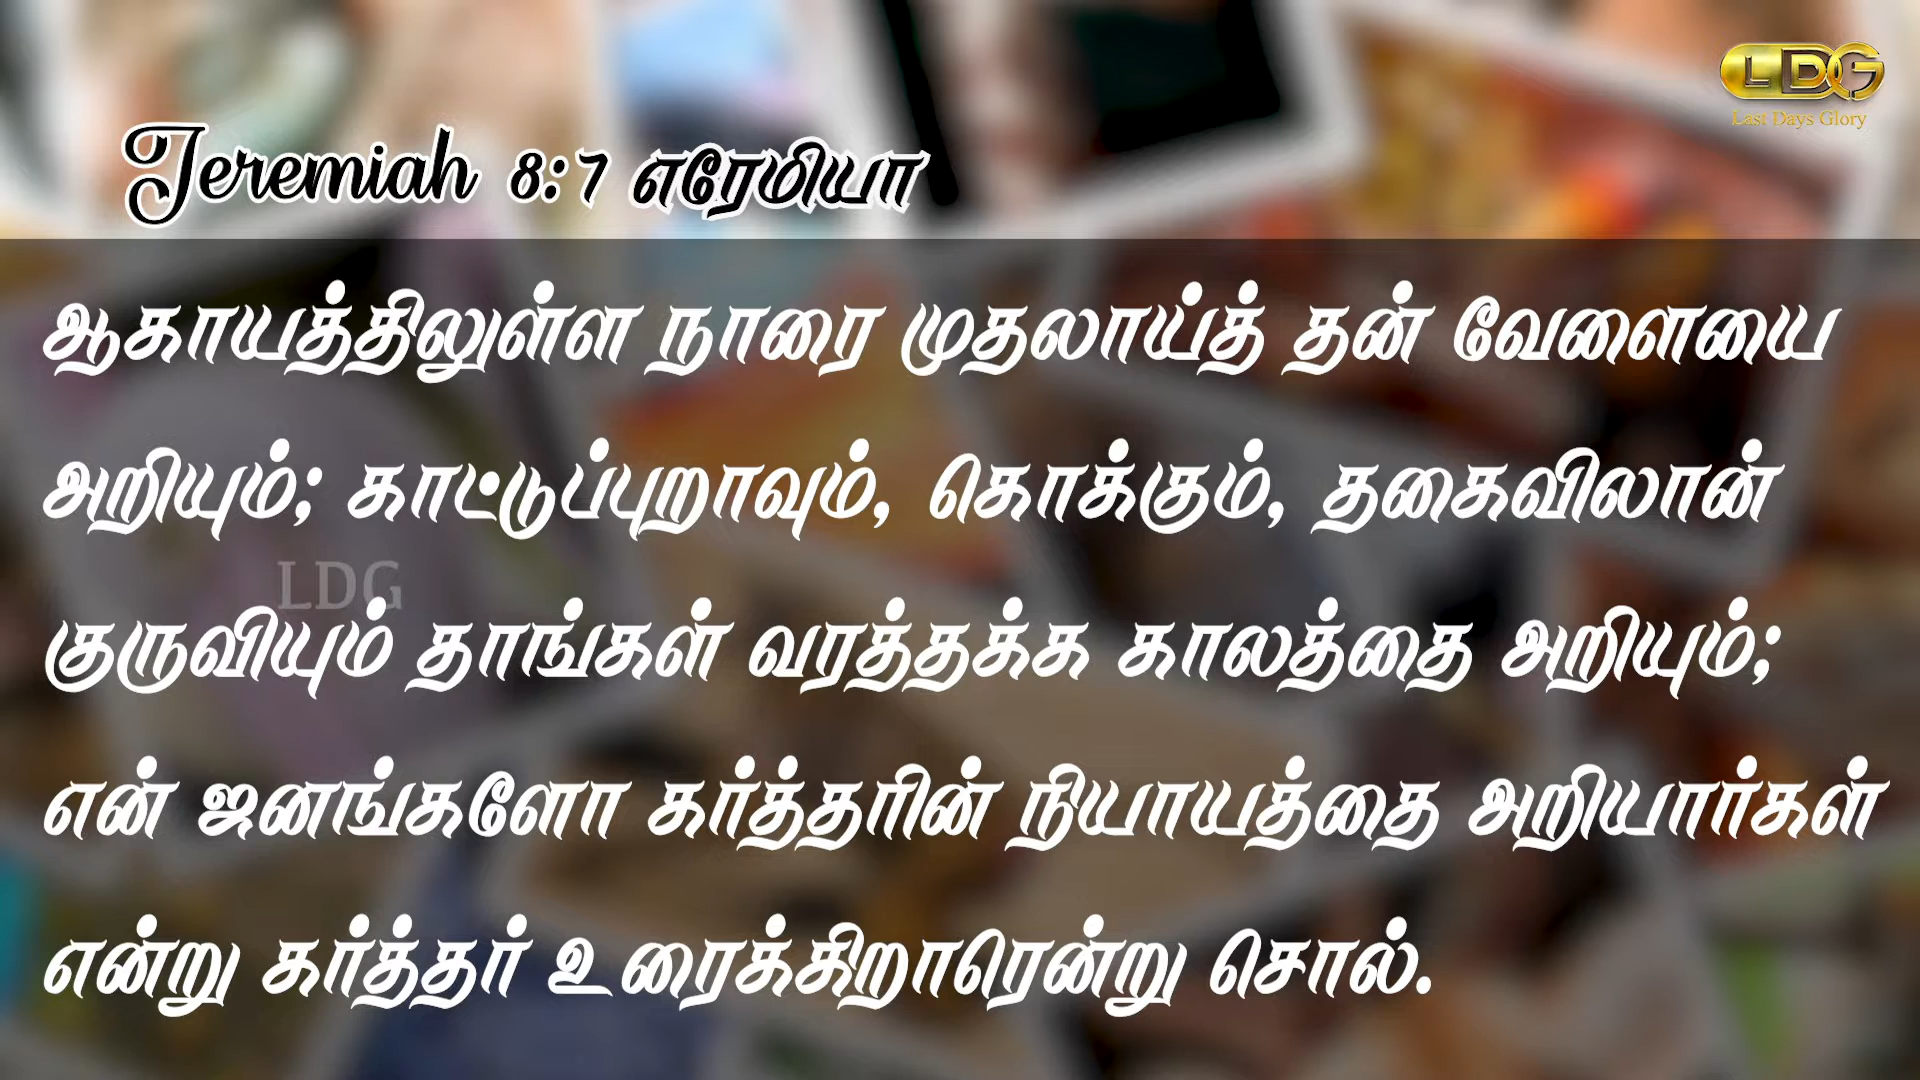 LDG
Last Days Glory
Jeremiah 8:7 எரேமியா
ஆகாயத்திலுள்ள நாரை முதலாய்த் தன் வேளையை
அறியும்; காட்டுப்புறாவும், கொக்கும், தகைவிலான்
LDG
குருவியும் தாங்கள் வரத்தக்க காலத்தை அறியும்;
என் ஜனங்களோ கர்த்தரின் நியாயத்தை அறியார்கள்
என்று கர்த்தர் உரைக்கிறாரென்று சொல்.